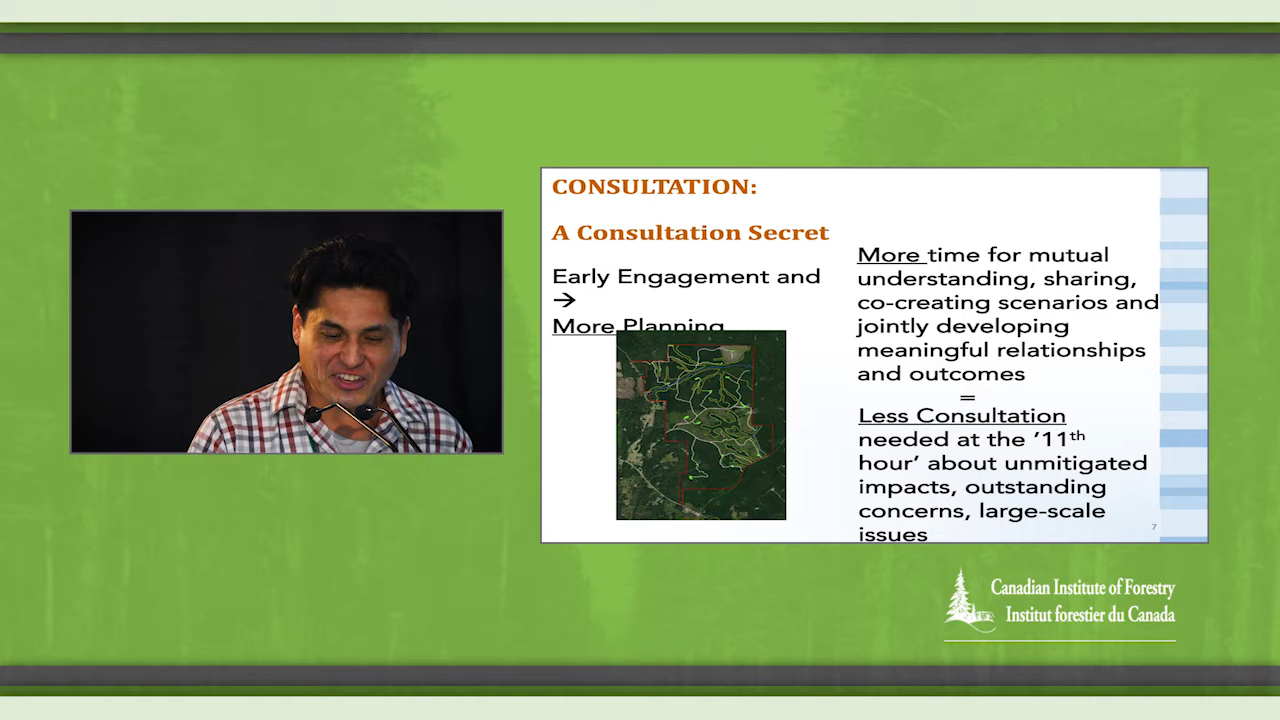 CONSULTATION:
A Consultation Secret
Early Engagement and
→
More Planning
More time for mutual
understanding, sharing,
co-creating scenarios and
jointly developing
meaningful relationships
and outcomes
=
Less Consultation
needed at the ’11th
hour’ about unmitigated
impacts, outstanding
concerns, large-scale
issues
7
Canadian Institute of Forestry
Institut forestier du Canada